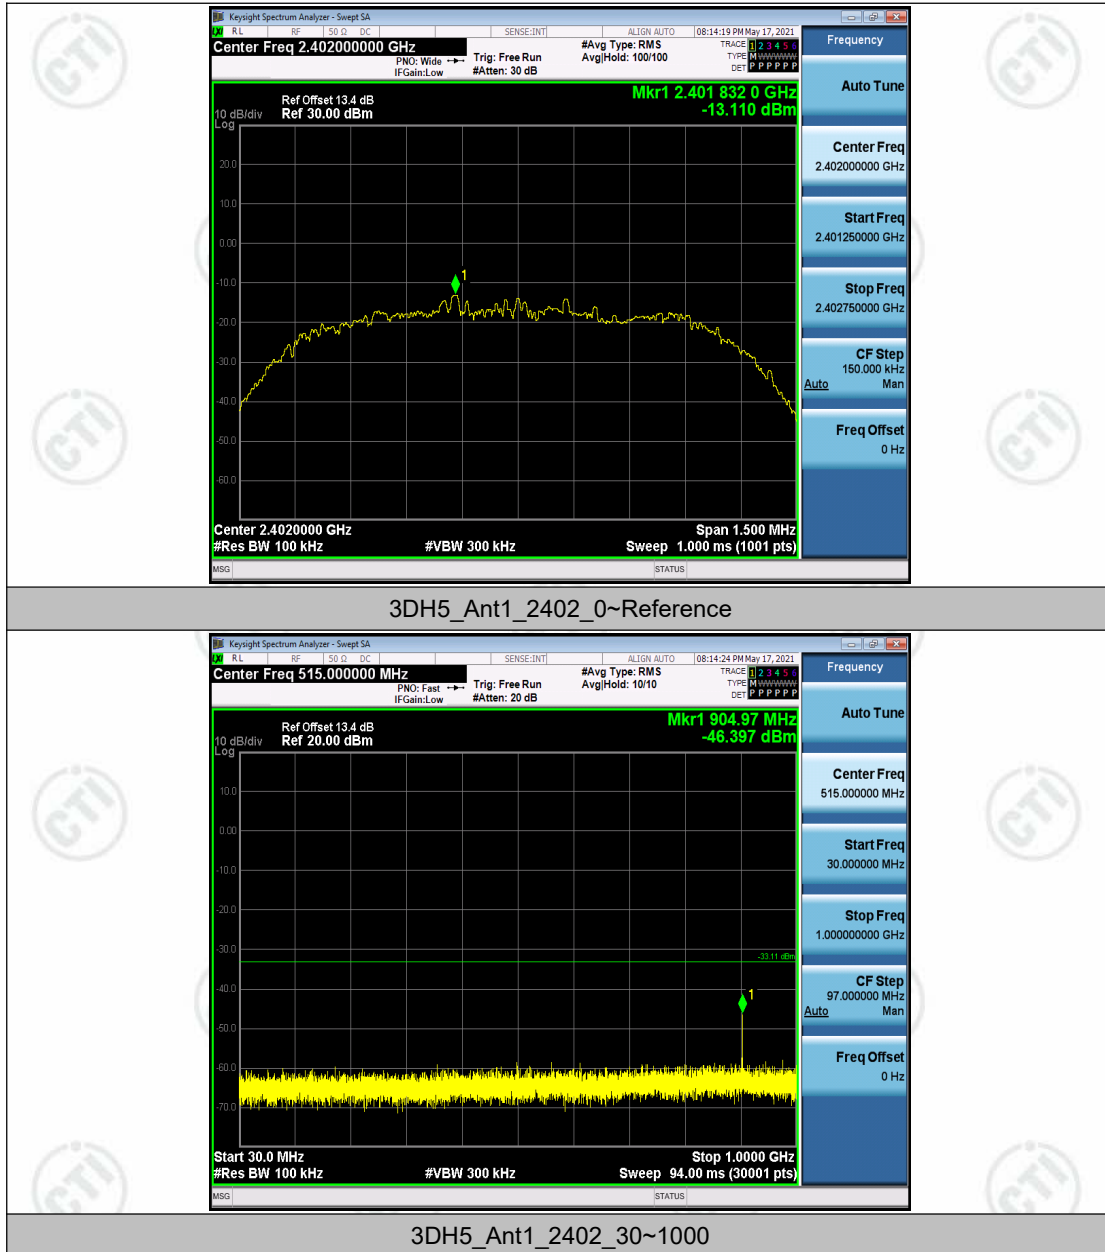 Keysight Spectrum Analyzer - Swept SA
RL RF 50 Ω DC SENSE:INT ALIGN AUTO 08:14:19 PM May 17, 2021
Center Freq 2.402000000 GHz
PNO: Wide
IFGain:Low
Trig: Free Run
#Atten: 30 dB
#Avg Type: RMS
Avg|Hold: 100/100
TRACE 1 2 3 4 5 6
TYPE M W W W W W
DET P P P P P P
Ref Offset 13.4 dB
10 dB/div Ref 30.00 dBm
Log
Mkr1 2.401 832 0 GHz
-13.110 dBm
20.0
10.0
0.00
-10.0
-20.0
-30.0
-40.0
-50.0
-60.0
1
Center 2.4020000 GHz Span 1.500 MHz
#Res BW 100 kHz #VBW 300 kHz Sweep 1.000 ms (1001 pts)
MSG STATUS
Frequency
Auto Tune
Center Freq
2.402000000 GHz
Start Freq
2.401250000 GHz
Stop Freq
2.402750000 GHz
CF Step
150.000 kHz
Auto Man
Freq Offset
0 Hz
3DH5_Ant1_2402_0~Reference
Keysight Spectrum Analyzer - Swept SA
RL RF 50 Ω DC SENSE:INT ALIGN AUTO 08:14:24 PM May 17, 2021
Center Freq 515.000000 MHz
PNO: Fast
IFGain:Low
Trig: Free Run
#Atten: 20 dB
#Avg Type: RMS
Avg|Hold: 10/10
TRACE 1 2 3 4 5 6
TYPE M W W W W W
DET P P P P P P
Ref Offset 13.4 dB
10 dB/div Ref 20.00 dBm
Log
Mkr1 904.97 MHz
-46.397 dBm
10.0
0.00
-10.0
-20.0
-30.0
-40.0
-50.0
-60.0
-70.0
-33.11 dBm
1
Start 30.0 MHz Stop 1.0000 GHz
#Res BW 100 kHz #VBW 300 kHz Sweep 94.00 ms (30001 pts)
MSG STATUS
Frequency
Auto Tune
Center Freq
515.000000 MHz
Start Freq
30.000000 MHz
Stop Freq
1.000000000 GHz
CF Step
97.000000 MHz
Auto Man
Freq Offset
0 Hz
3DH5_Ant1_2402_30~1000
CTI
CTI
CTI
CTI
CTI
CTI
CTI
CTI